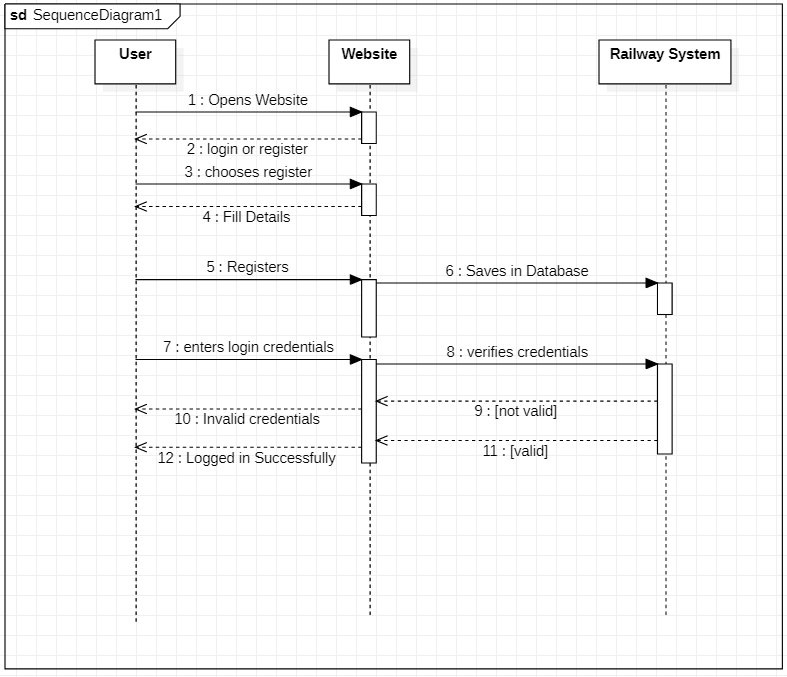 sd SequenceDiagram1
User
Website
Railway System
1 : Opens Website
2 : login or register
3 : chooses register
4 : Fill Details
5 : Registers
6 : Saves in Database
7 : enters login credentials
8 : verifies credentials
9 : [not valid]
10 : Invalid credentials
11 : [valid]
12 : Logged in Successfully